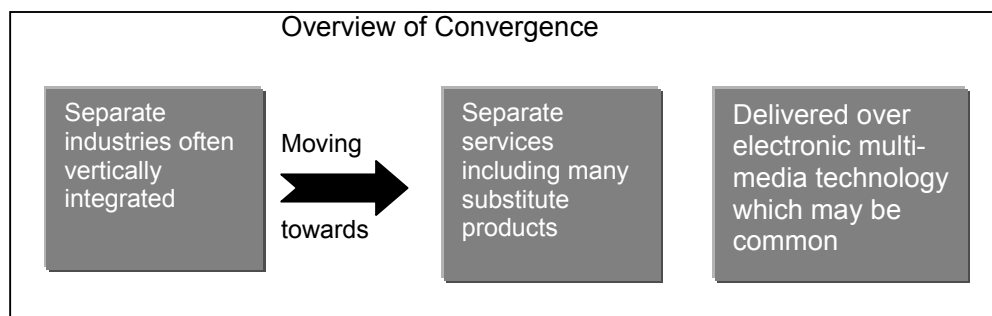 Overview of Convergence
Separate
industries often
vertically
integrated
Moving
towards
Separate
services
including many
substitute
products
Delivered over
electronic multi-
media technology
which may be
common